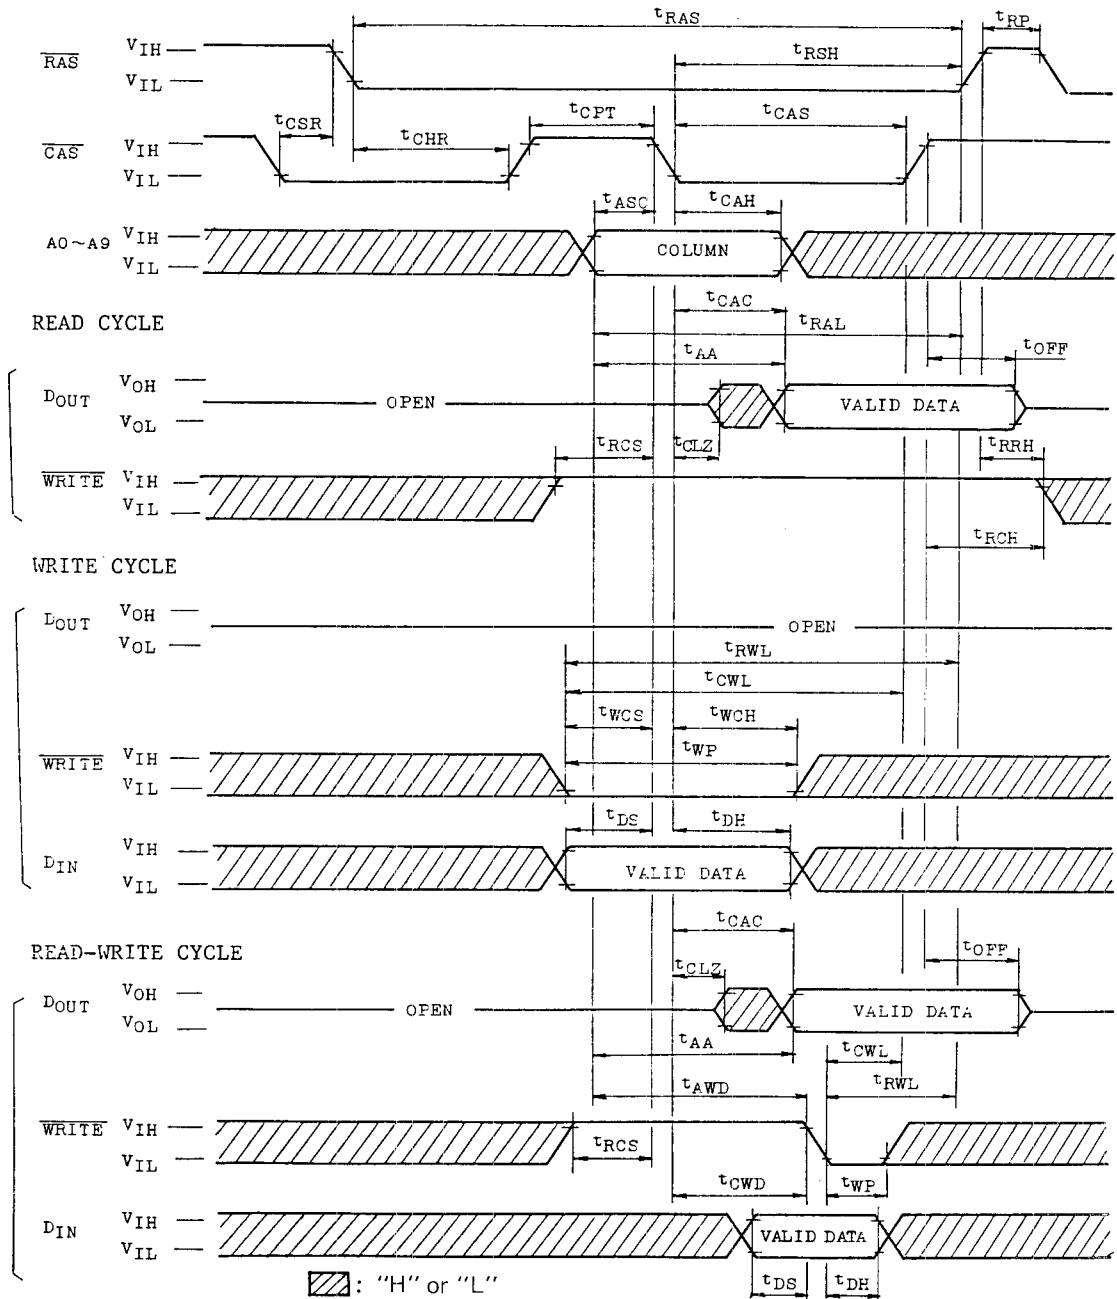 tRAS
tRP
RAS
VIH
VIL
tRSH
tCSR
tCPT
tCAS
CAS
VIH
VIL
tCHR
tASC
tCAH
A0~A9
VIH
VIL
COLUMN
READ CYCLE
tCAC
tRAL
tAA
tOFF
DOUT
VOH
VOL
OPEN
VALID DATA
tRCS
tCLZ
tRRH
WRITE
VIH
VIL
tRCH
WRITE CYCLE
DOUT
VOH
VOL
OPEN
tRWL
tCWL
tWCS
tWCH
WRITE
VIH
VIL
tWP
tDS
tDH
DIN
VIH
VIL
VALID DATA
READ-WRITE CYCLE
tCAC
tOFF
tCLZ
DOUT
VOH
VOL
OPEN
VALID DATA
tAA
tCWL
tAWD
tRWL
WRITE
VIH
VIL
tRCS
tCWD
tWP
DIN
VIH
VIL
VALID DATA
: "H" or "L"
tDS
tDH